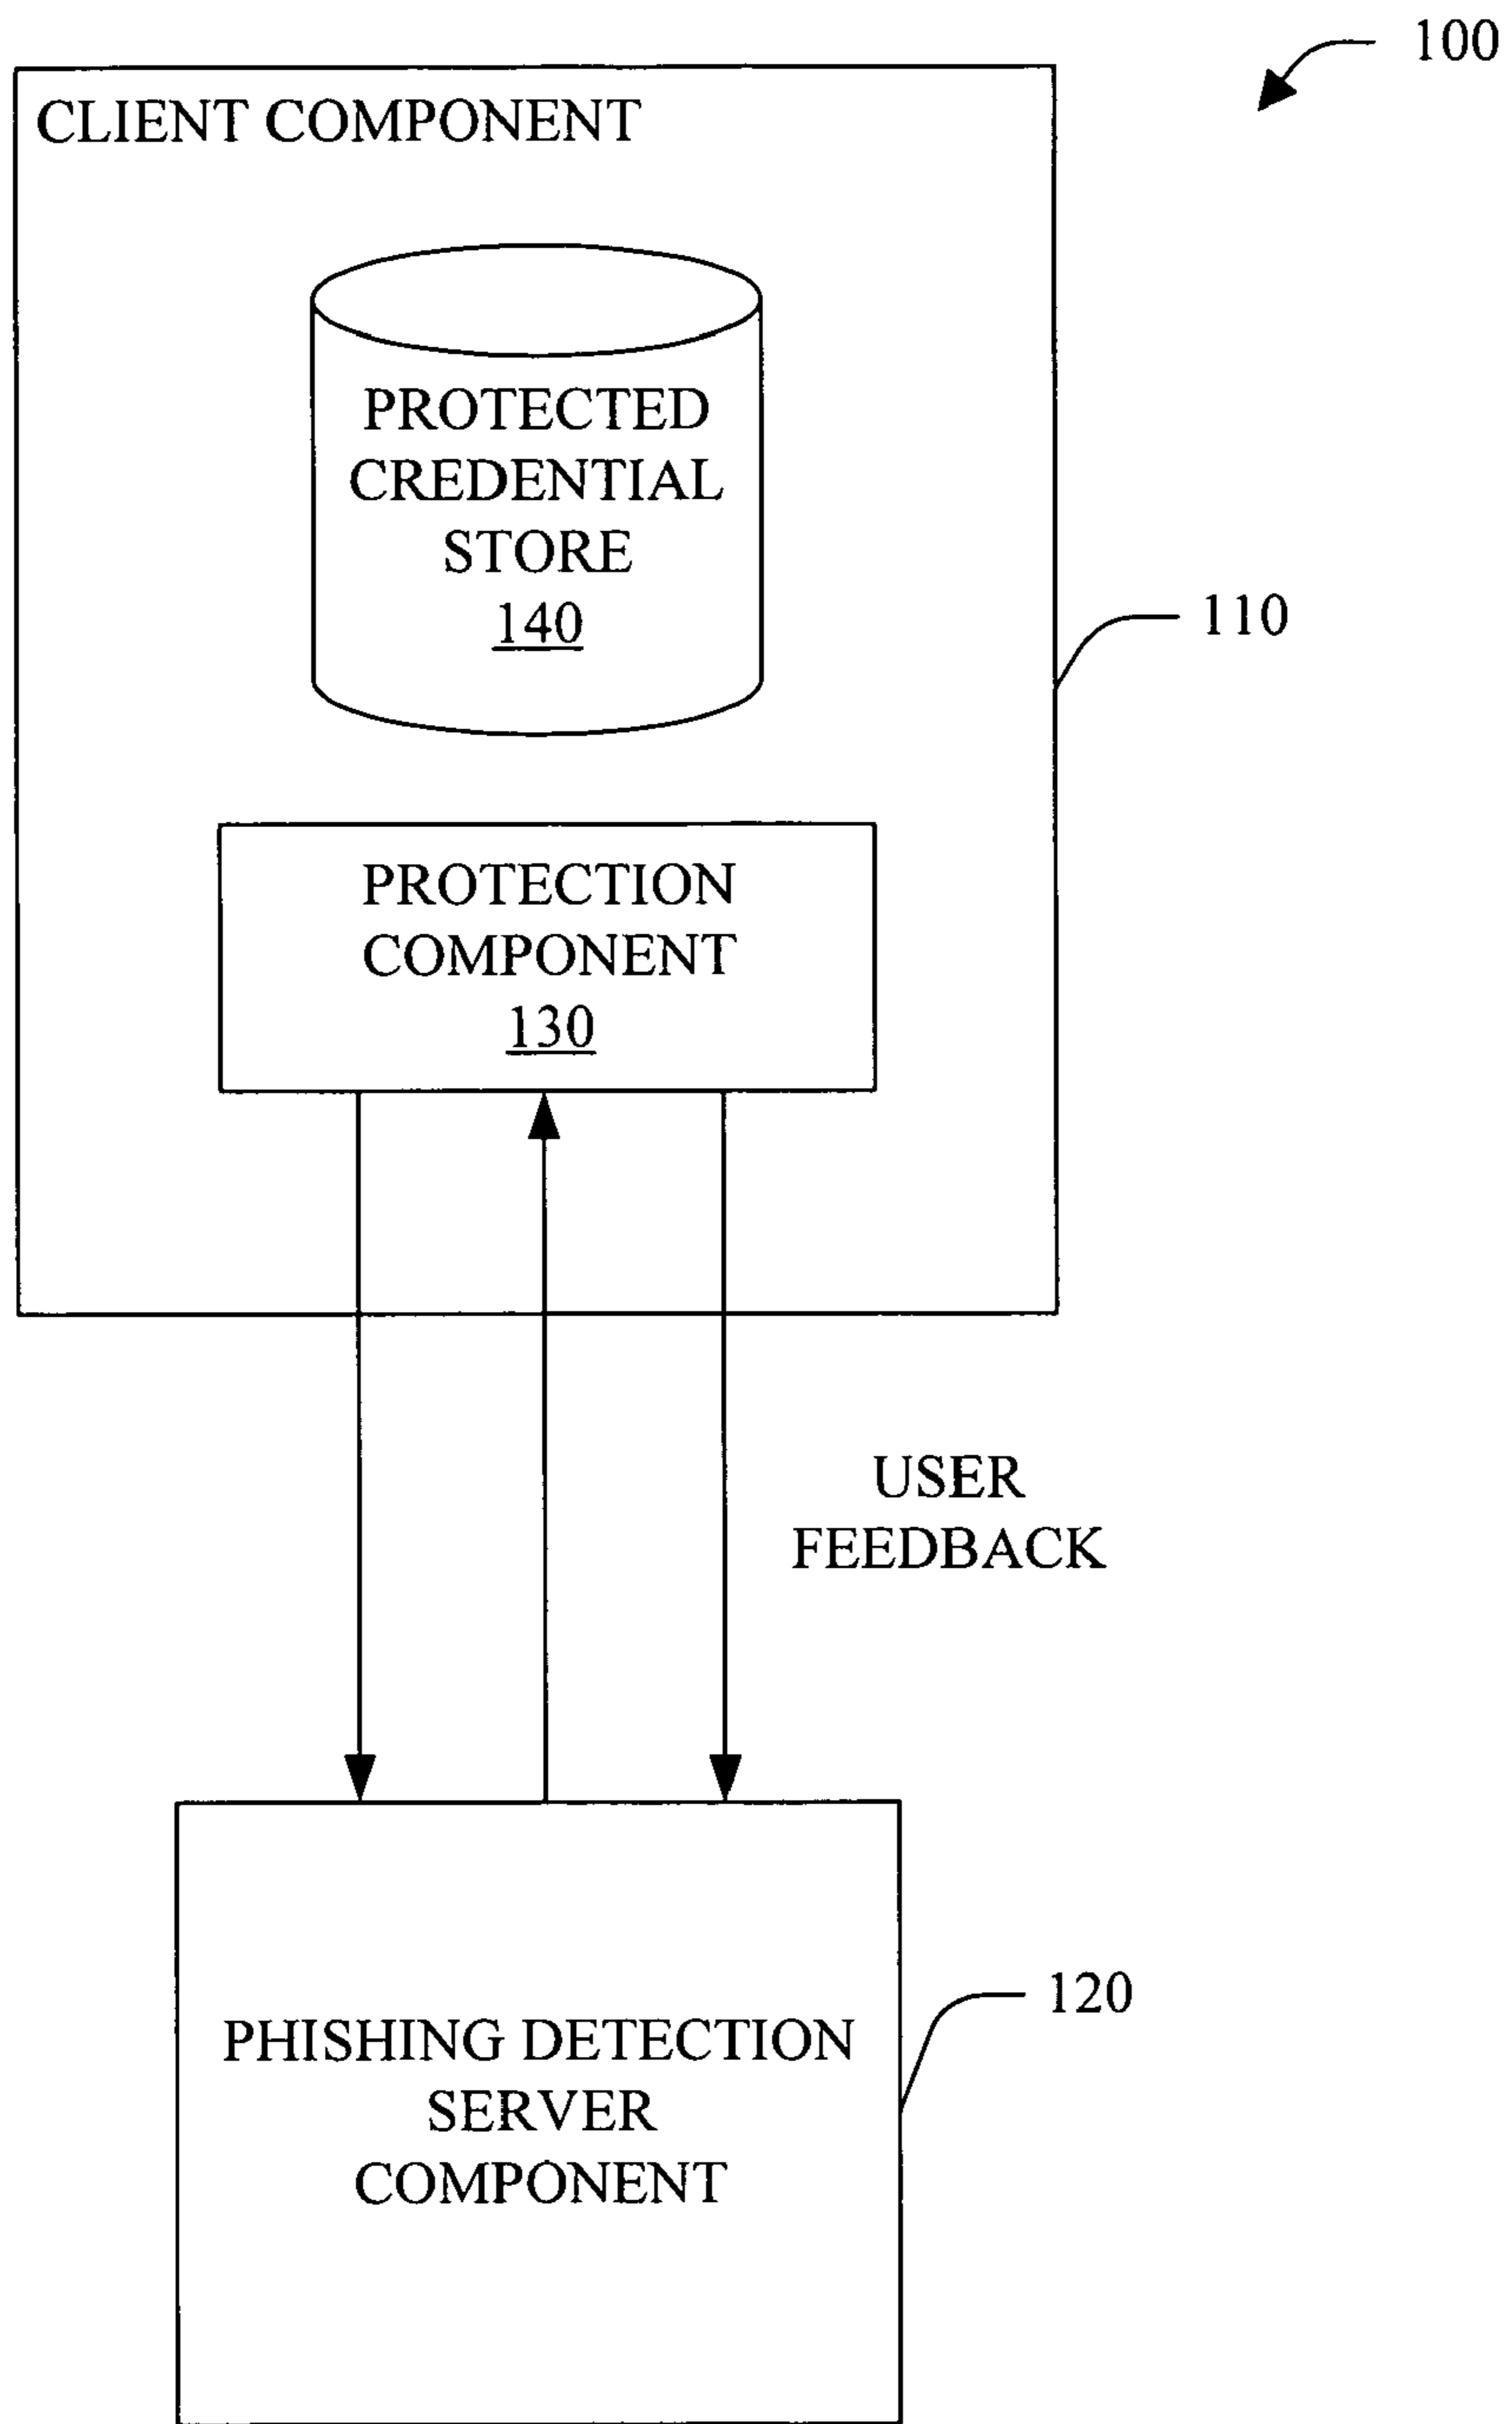 100
CLIENT COMPONENT
PROTECTED
CREDENTIAL
STORE
140
110
PROTECTION
COMPONENT
130
USER
FEEDBACK
120
PHISHING DETECTION
SERVER
COMPONENT